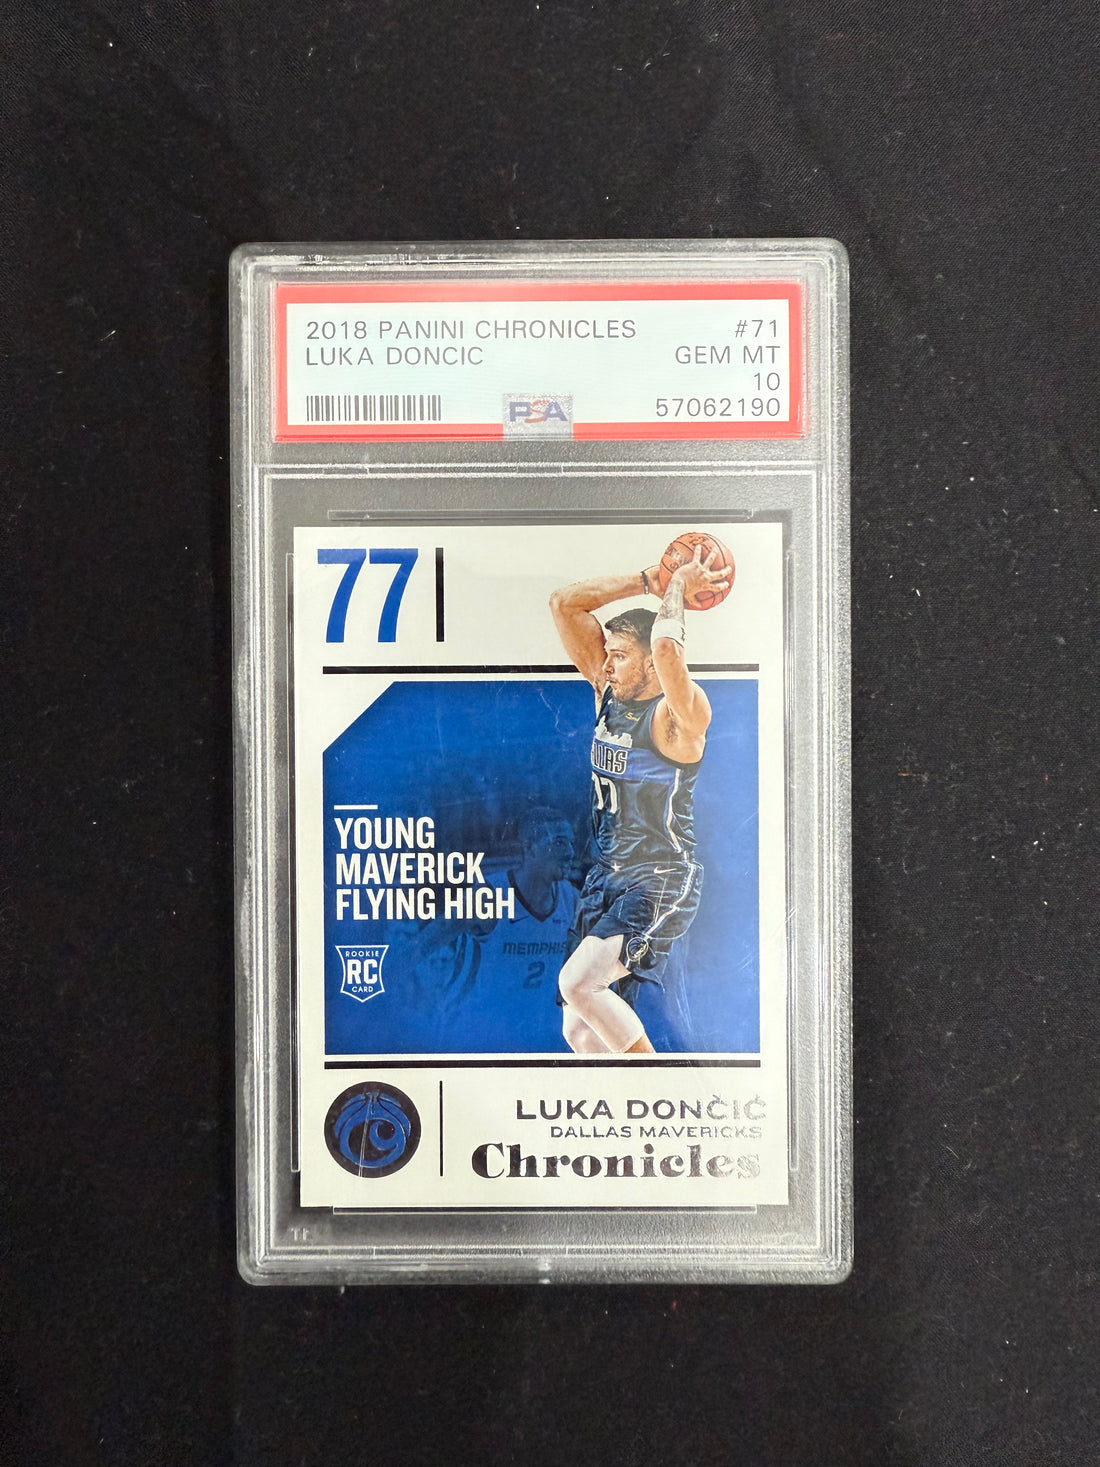 2018 PANINI CHRONICLES #71
LUKA DONCIC GEM MT
10
PSA 57062190
77
YOUNG
MAVERICK
FLYING HIGH
ROOKIE
RC
CARD
MEMPHIS
2
LUKA DONČIĆ
DALLAS MAVERICKS
Chronicles